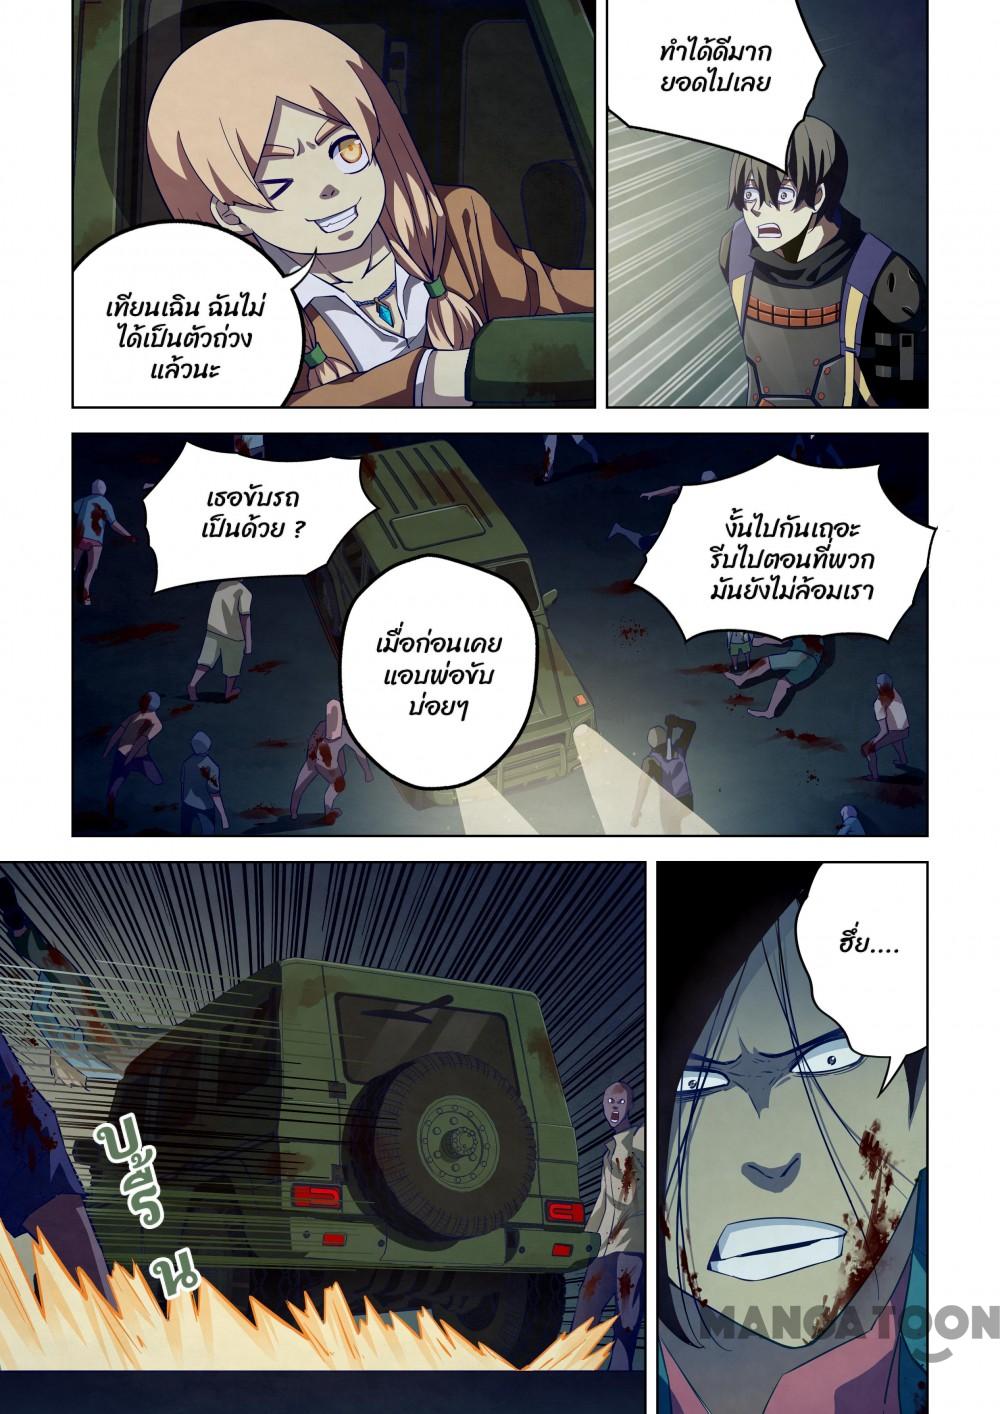 เทียนเฉิน ฉันไม่
ได้เป็นตัวถ่วง
แล้วนะ
ทำได้ดีมาก
ยอดไปเลย
เธอขับรถ
เป็นด้วย ?
เมื่อก่อนเคย
แอบพ่อขับ
บ่อยๆ
งั้นไปกันเถอะ
รีบไปตอนที่พวก
มันยังไม่ล้อมเรา
บรื้น
ฮึ่ย....
MANGATOON